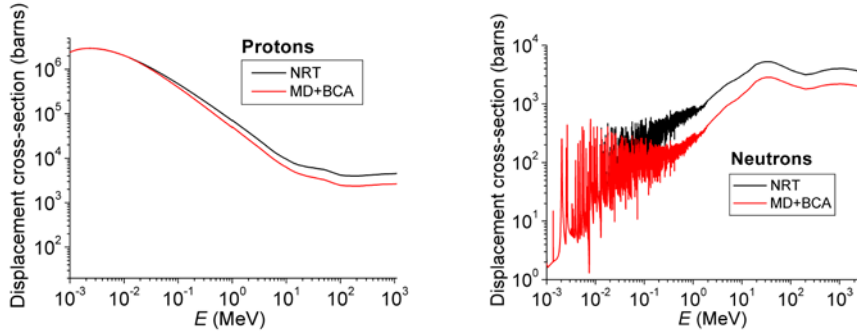 Displacement cross-section (barns)
10^6
10^5
10^4
10^3
10^2
Protons
NRT
MD+BCA
10^-3 10^-2 10^-1 10^0 10^1 10^2 10^3
E (MeV)
Displacement cross-section (barns)
10^4
10^3
10^2
10^1
10^0
Neutrons
NRT
MD+BCA
10^-3 10^-2 10^-1 10^0 10^1 10^2 10^3
E (MeV)